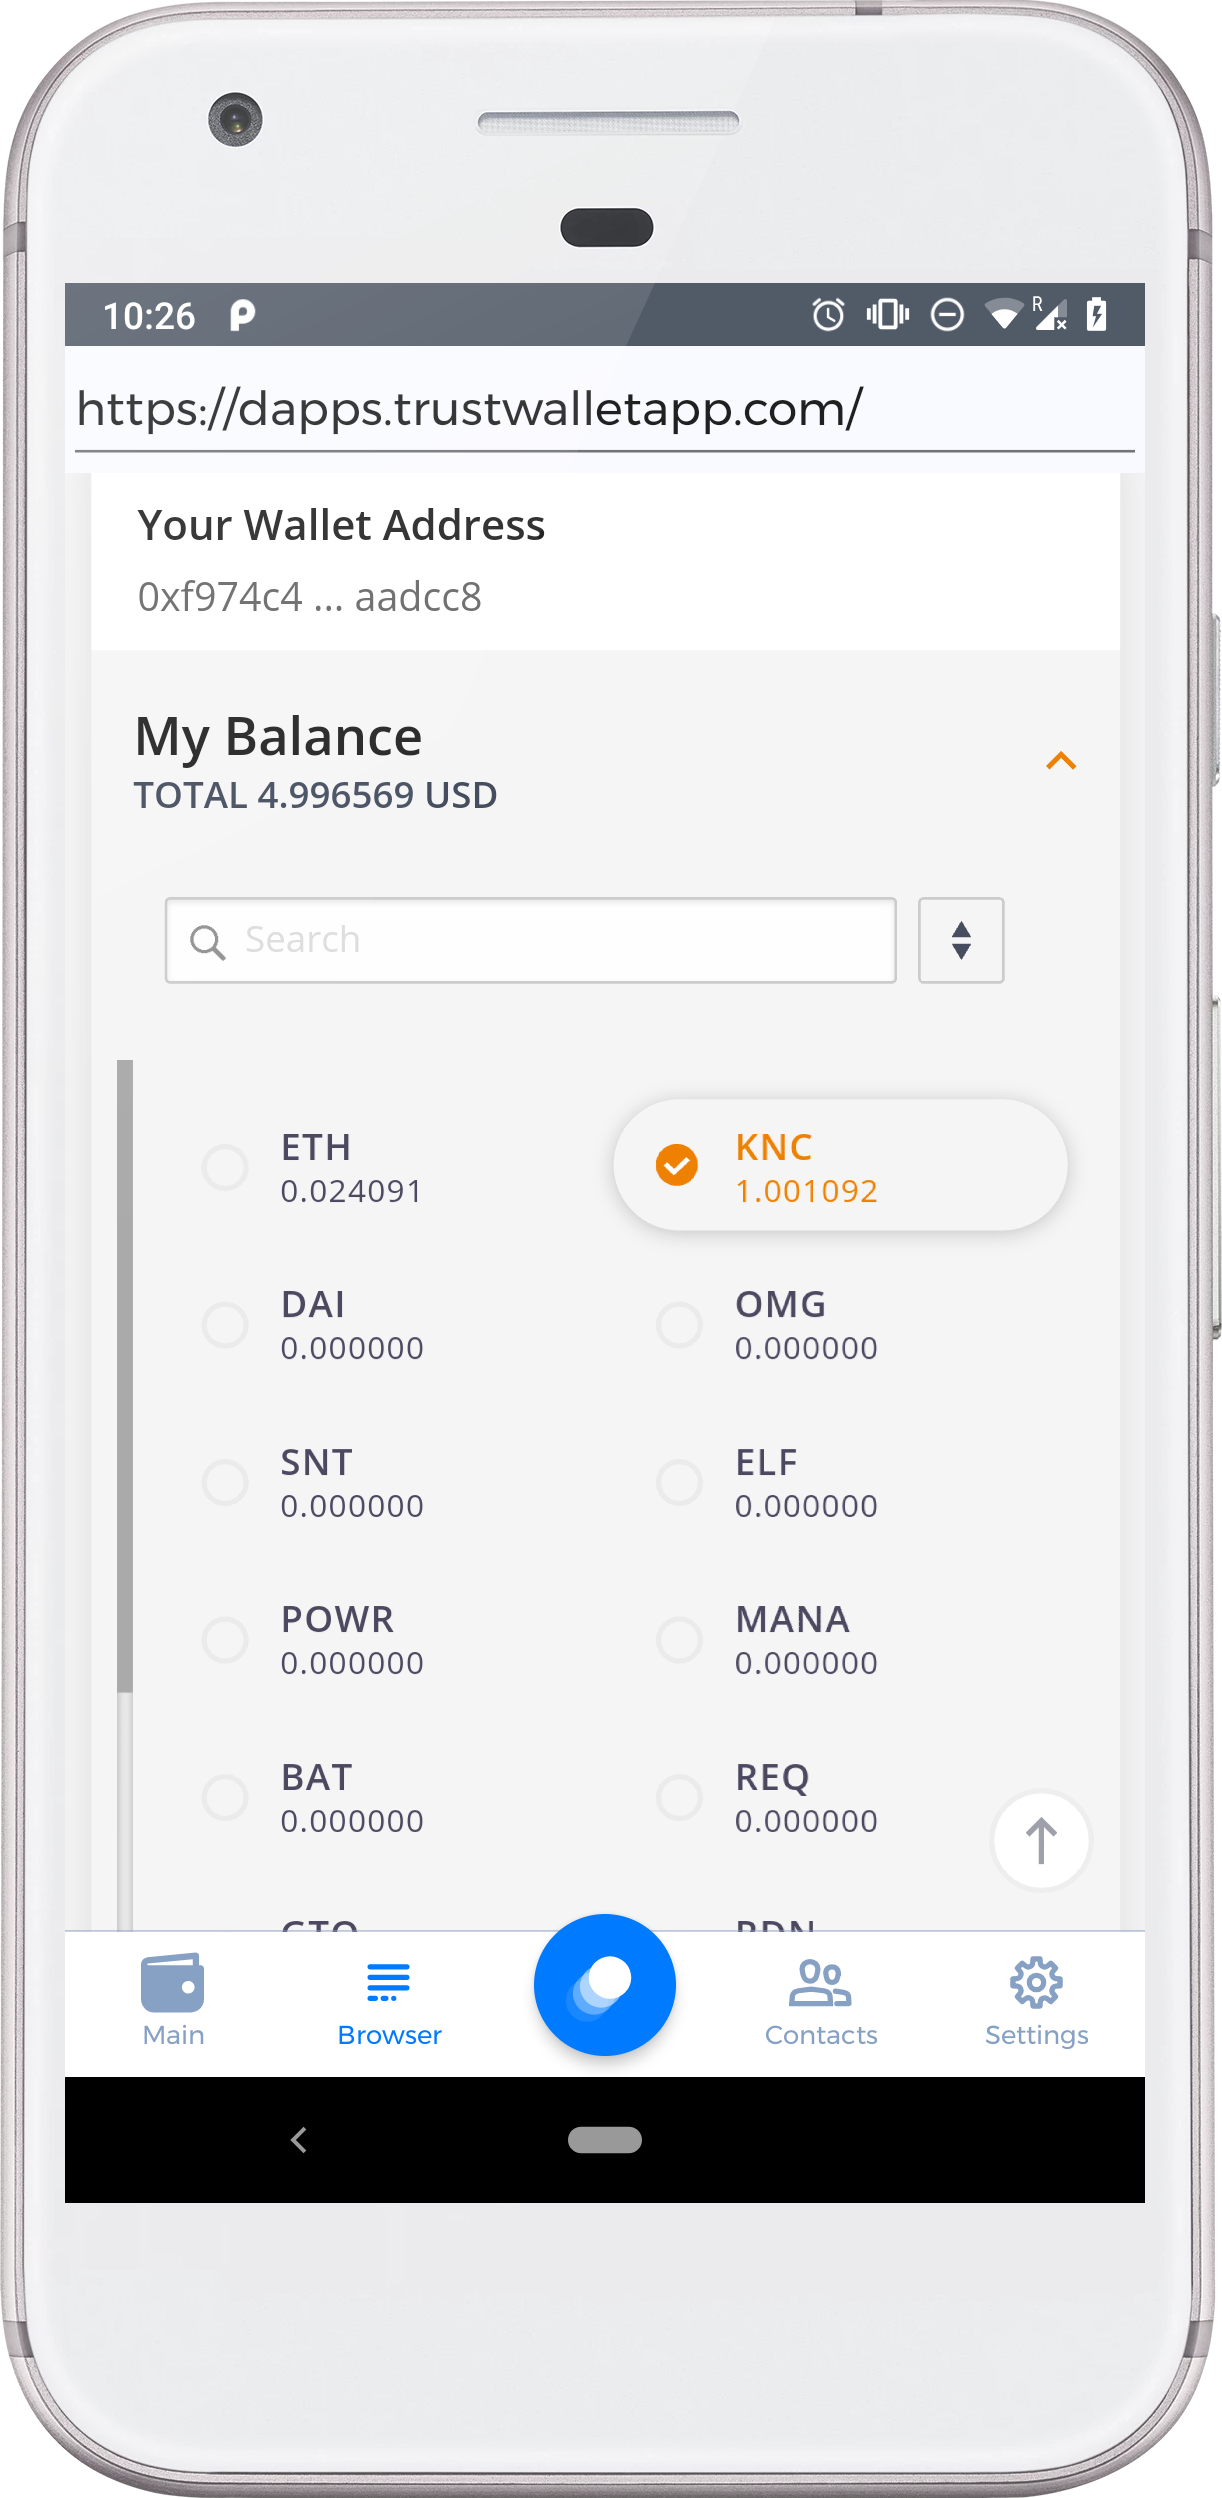 10:26
R
https://dapps.trustwalletapp.com/
Your Wallet Address
0xf974c4 ... aadcc8
My Balance
TOTAL 4.996569 USD
Search
ETH
0.024091
KNC
1.001092
DAI
0.000000
OMG
0.000000
SNT
0.000000
ELF
0.000000
POWR
0.000000
MANA
0.000000
BAT
0.000000
REQ
0.000000
Main
Browser
Contacts
Settings